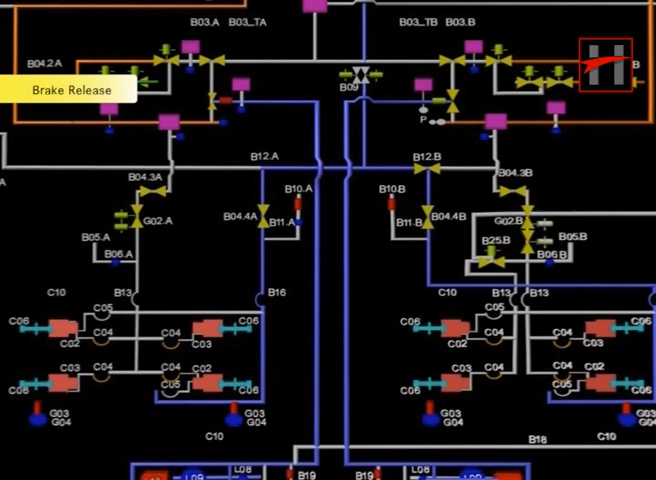 B03.A B03_TA B03_TB B03.B
B04.2.A B
B09
Brake Release
P
B12.A B12.B
B04.3A B10.A B10.B B04.3B
G02.A B04.4A B11.A B11.B B04.4B G02.B
B05.A B25.B B05.B
B06.A B06.B
C10 B13 B16 C10 B13 B13
C05 C05
C06 C06 C06 C06
C04 C04 C04 C04
C02 C03 C02 C03
C03 C04 C04 C02 C03 C04 C04 C02
C06 C05 C06 C06 C05 C06
G03 G03 G03 G03
G04 G04 G04 G04
C10 B18 C10
L09 L08 B19 B19 L08